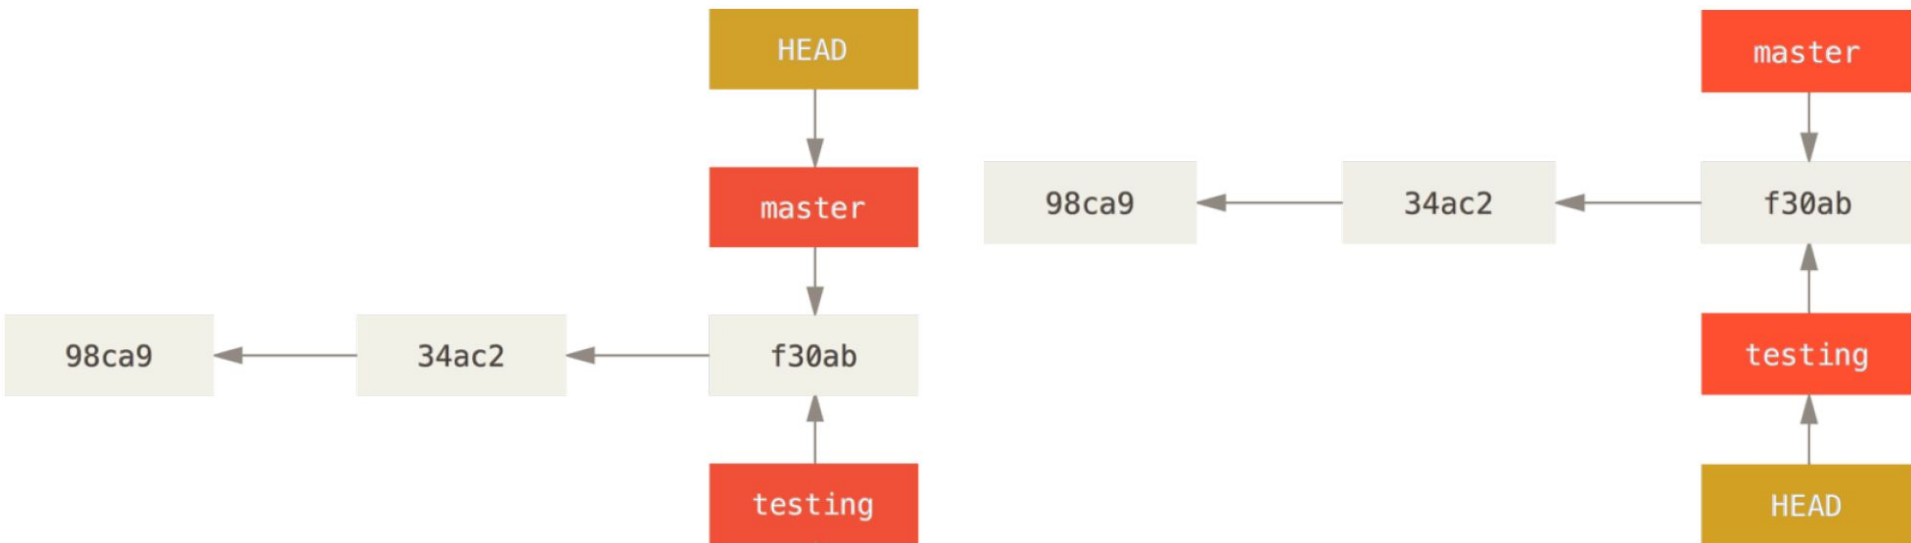 HEAD
master
98ca9
34ac2
f30ab
testing
master
98ca9
34ac2
f30ab
testing
HEAD